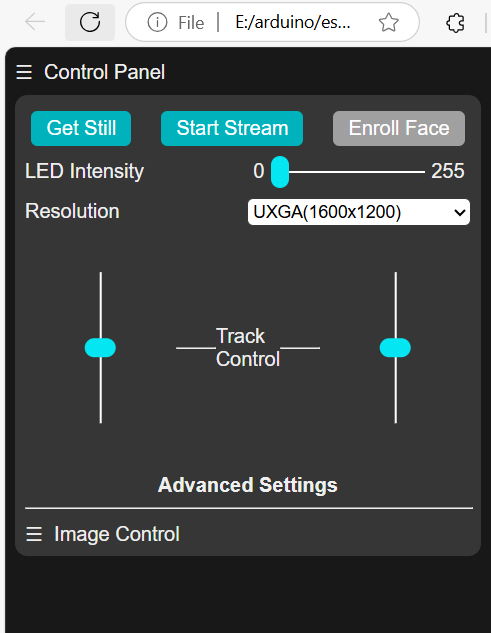 File E:/arduino/es...
☰ Control Panel
Get Still Start Stream Enroll Face
LED Intensity 0 255
Resolution UXGA(1600x1200)
Track
Control
Advanced Settings
☰ Image Control